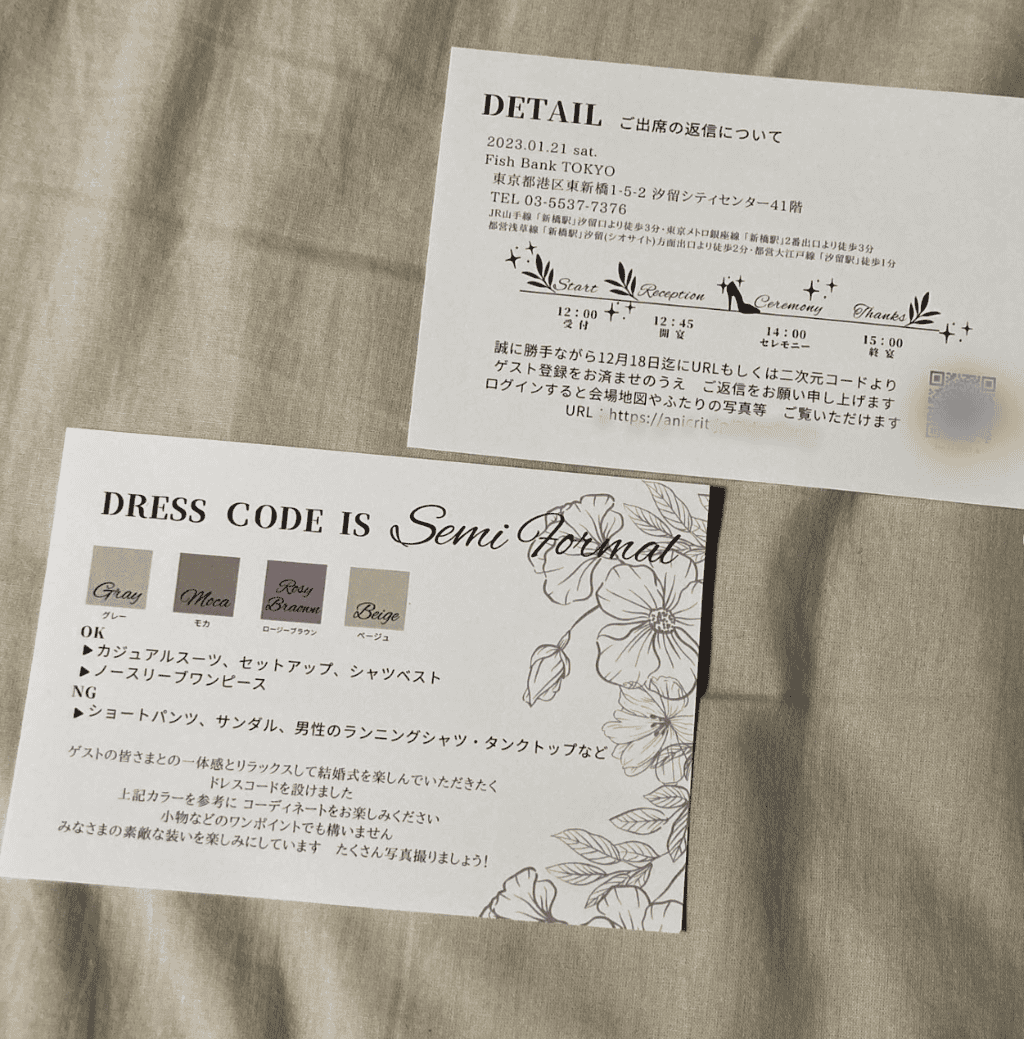 DETAIL ご出席の返信について
2023.01.21 sat.
Fish Bank TOKYO
東京都港区東新橋1-5-2 汐留シティセンター41階
TEL 03-5537-7376
JR山手線「新橋駅」汐留口より徒歩3分・東京メトロ銀座線「新橋駅」2番出口より徒歩3分
都営浅草線「新橋駅」汐留(シオサイト)方面出口より徒歩2分・都営大江戸線「汐留駅」徒歩1分
Start Reception Ceremony Thanks
12:00 12:45 14:00 15:00
受付 開宴 セレモニー 終宴
誠に勝手ながら12月18日迄にURLもしくは二次元コードより
ゲスト登録をお済ませのうえ ご返信をお願い申し上げます
ログインすると会場地図やふたりの写真等 ご覧いただけます
URL:https://
DRESS CODE IS Semi Formal
Gray Moca Rosy Braown Beige
グレー モカ ロージーブラウン ベージュ
OK
▶カジュアルスーツ、セットアップ、シャツベスト
▶ノースリーブワンピース
NG
▶ショートパンツ、サンダル、男性のランニングシャツ・タンクトップなど
ゲストの皆さまとの一体感とリラックスして結婚式を楽しんでいただきたく
ドレスコードを設けました
上記カラーを参考に コーディネートをお楽しみください
小物などのワンポイントでも構いません
みなさまの素敵な装いを楽しみにしています たくさん写真撮りましょう!